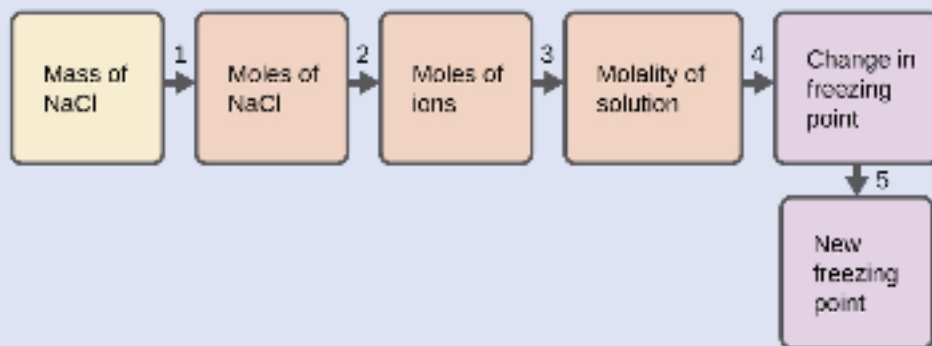 Mass of
NaCl
1
Moles of
NaCl
2
Moles of
ions
3
Molality of
solution
4
Change in
freezing
point
5
New
freezing
point